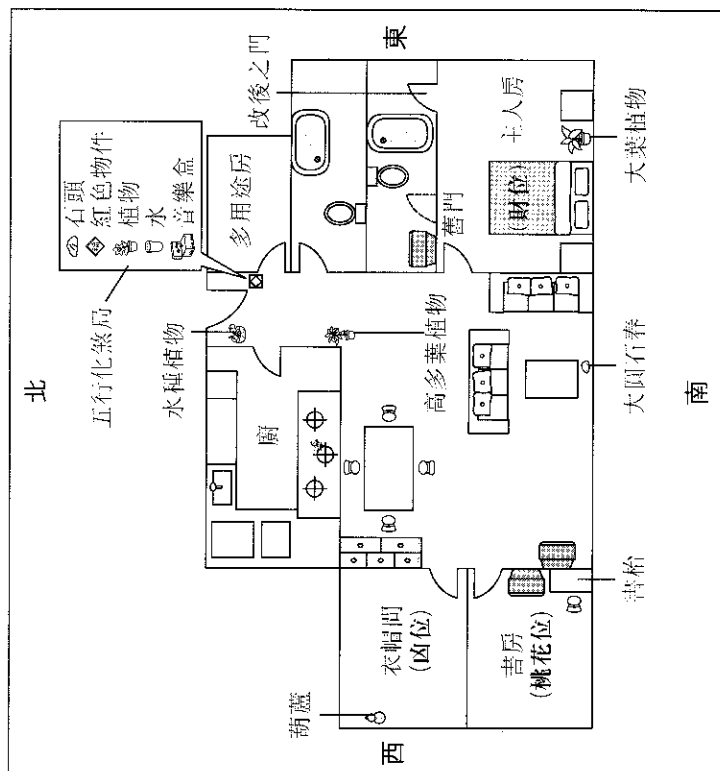 北
五行化煞局
石頭
紅色物件
植物
水
音樂盒
水種植物
多用途房
改後之門
東
廚
高多葉植物
舊門
主人房
(財位)
大葉植物
葫蘆
衣帽間
(凶位)
西
書房
(桃花位)
書枱
大圓石春
南